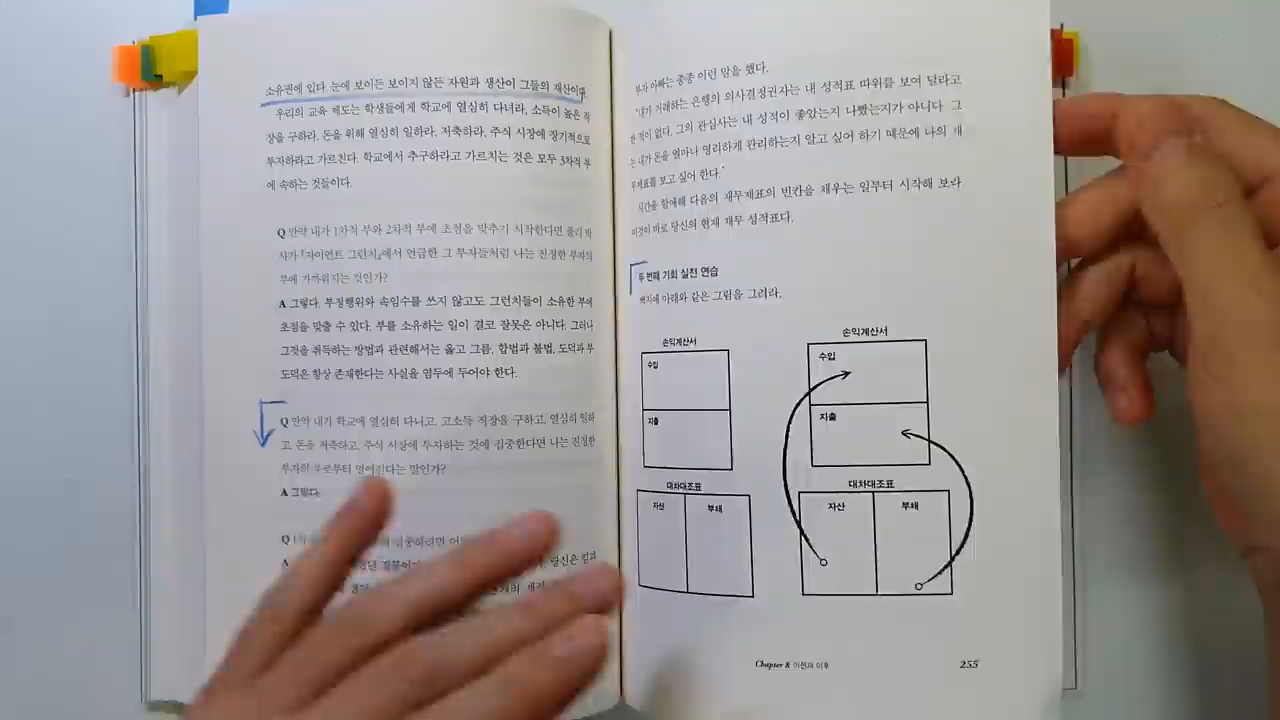 소유권에 있다. 눈에 보이든 보이지 않든 자원과 생산이 그들의 재산이다.
우리의 교육 제도는 학생들에게 학교에 열심히 다녀라, 소득이 높은 직
장을 구하라, 돈을 위해 열심히 일하라, 저축하라, 주식 시장에 장기적으로
투자하라고 가르친다. 학교에서 추구하라고 가르치는 것은 모두 3차적 부
에 속하는 것들이다.
Q 만약 내가 1차적 부와 2차적 부에 초점을 맞추기 시작한다면 풀러 박
사가 『자이언트 그런치』에서 언급한 그 부자들처럼 나는 진정한 부자의
부에 가까워지는 것인가?
A 그렇다. 부정행위와 속임수를 쓰지 않고도 그런치들이 소유한 부에
초점을 맞출 수 있다. 부를 소유하는 일이 결코 잘못은 아니다. 그러나
그것을 취득하는 방법과 관련해서는 옳고 그름, 합법과 불법, 도덕과 부
도덕은 항상 존재한다는 사실을 염두에 두어야 한다.
Q 만약 내가 학교에 열심히 다니고, 고소득 직장을 구하고, 열심히 일하
고, 돈을 저축하고, 주식 시장에 투자하는 것에 집중한다면 나는 진정한
부자의 부로부터 멀어진다는 말인가?
A 그렇다.
Q 집중하려면
A 당신은
부자 아빠는 종종 이런 말을 했다.
"내가 거래하는 은행의 의사결정권자는 내 성적표 따위를 보여 달라고
한 적이 없다. 그의 관심사는 내 성적이 좋았는지 나빴는지가 아니다. 그
는 내가 돈을 얼마나 영리하게 관리하는지 알고 싶어 하기 때문에 나의 재
무제표를 보고 싶어 한다."
시간을 할애해 다음의 재무제표의 빈칸을 채우는 일부터 시작해 보라.
이것이 바로 당신의 현재 재무 성적표다.
두 번째 기회 실전 연습
백지에 아래와 같은 그림을 그려라.
손익계산서
수입
지출
대차대조표
자산 부채
손익계산서
수입
지출
대차대조표
자산 부채
Chapter 8 이전과 이후 255